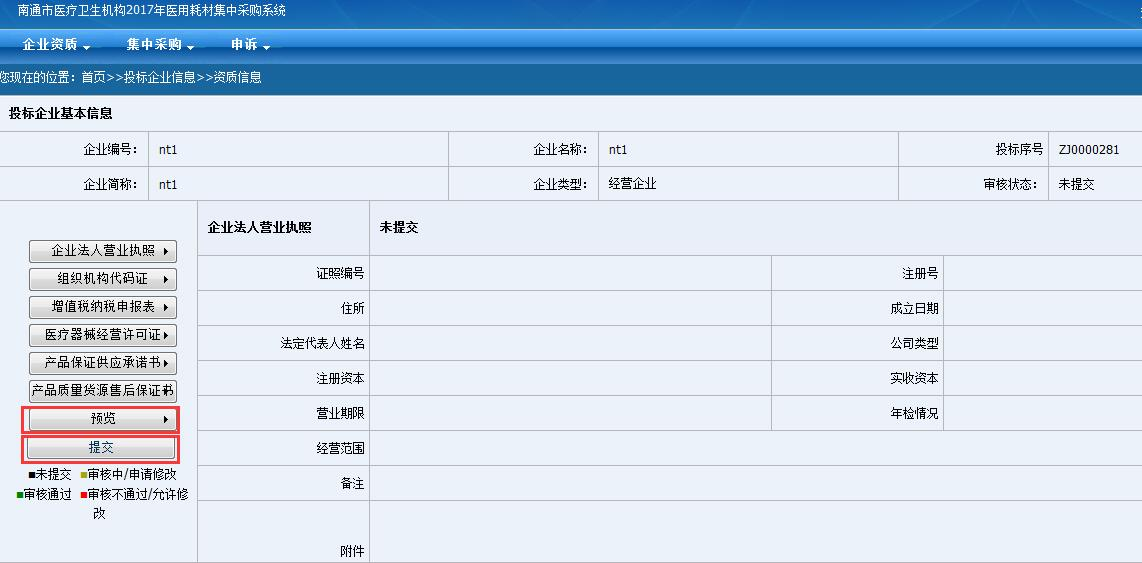 南通市医疗卫生机构2017年医用耗材集中采购系统
企业资质 集中采购 申诉
您现在的位置：首页>>投标企业信息>>资质信息
投标企业基本信息
企业编号： nt1 企业名称： nt1 投标序号 ZJ0000281
企业简称： nt1 企业类型： 经营企业 审核状态： 未提交
企业法人营业执照 未提交
企业法人营业执照
组织机构代码证
增值税纳税申报表
医疗器械经营许可证
产品保证供应承诺书
产品质量货源售后保证书
预览
提交
■未提交 ■审核中/申请修改
■审核通过 ■审核不通过/允许修
改
证照编号 注册号
住所 成立日期
法定代表人姓名 公司类型
注册资本 实收资本
营业期限 年检情况
经营范围
备注
附件